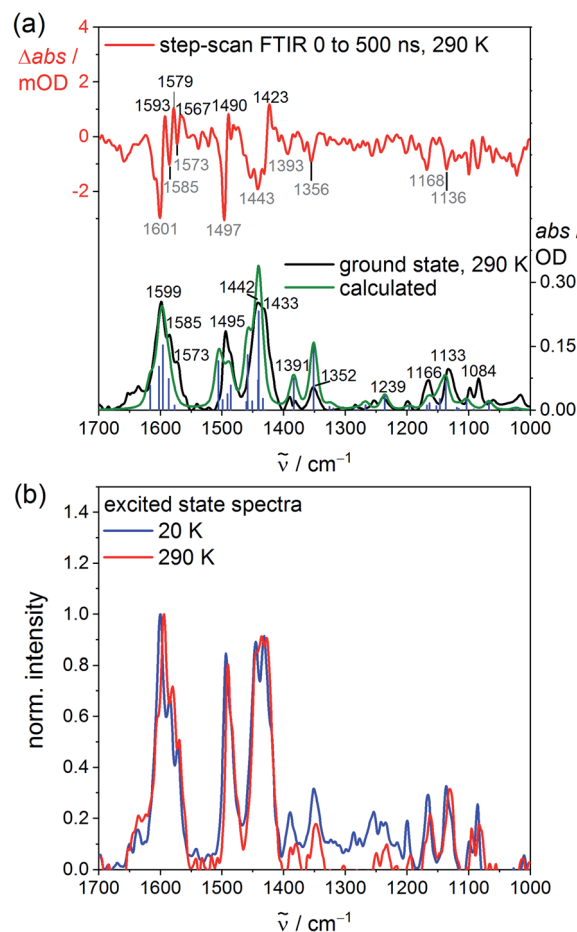 (a)
4
2
0
-2
Δabs /
mOD
step-scan FTIR 0 to 500 ns, 290 K
1579
1593 1567 1490 1423
1573
1585
1601
1497
1443
1393
1356
1168
1136
abs /
OD
0.30
0.15
0.00
ground state, 290 K
calculated
1599
1585
1573
1495
1442
1433
1391
1352
1239
1166
1133
1084
1700 1600 1500 1400 1300 1200 1100 1000
ν̃ / cm⁻¹
(b)
excited state spectra
20 K
290 K
norm. intensity
1.4
1.2
1.0
0.8
0.6
0.4
0.2
0.0
1700 1600 1500 1400 1300 1200 1100 1000
ν̃ / cm⁻¹